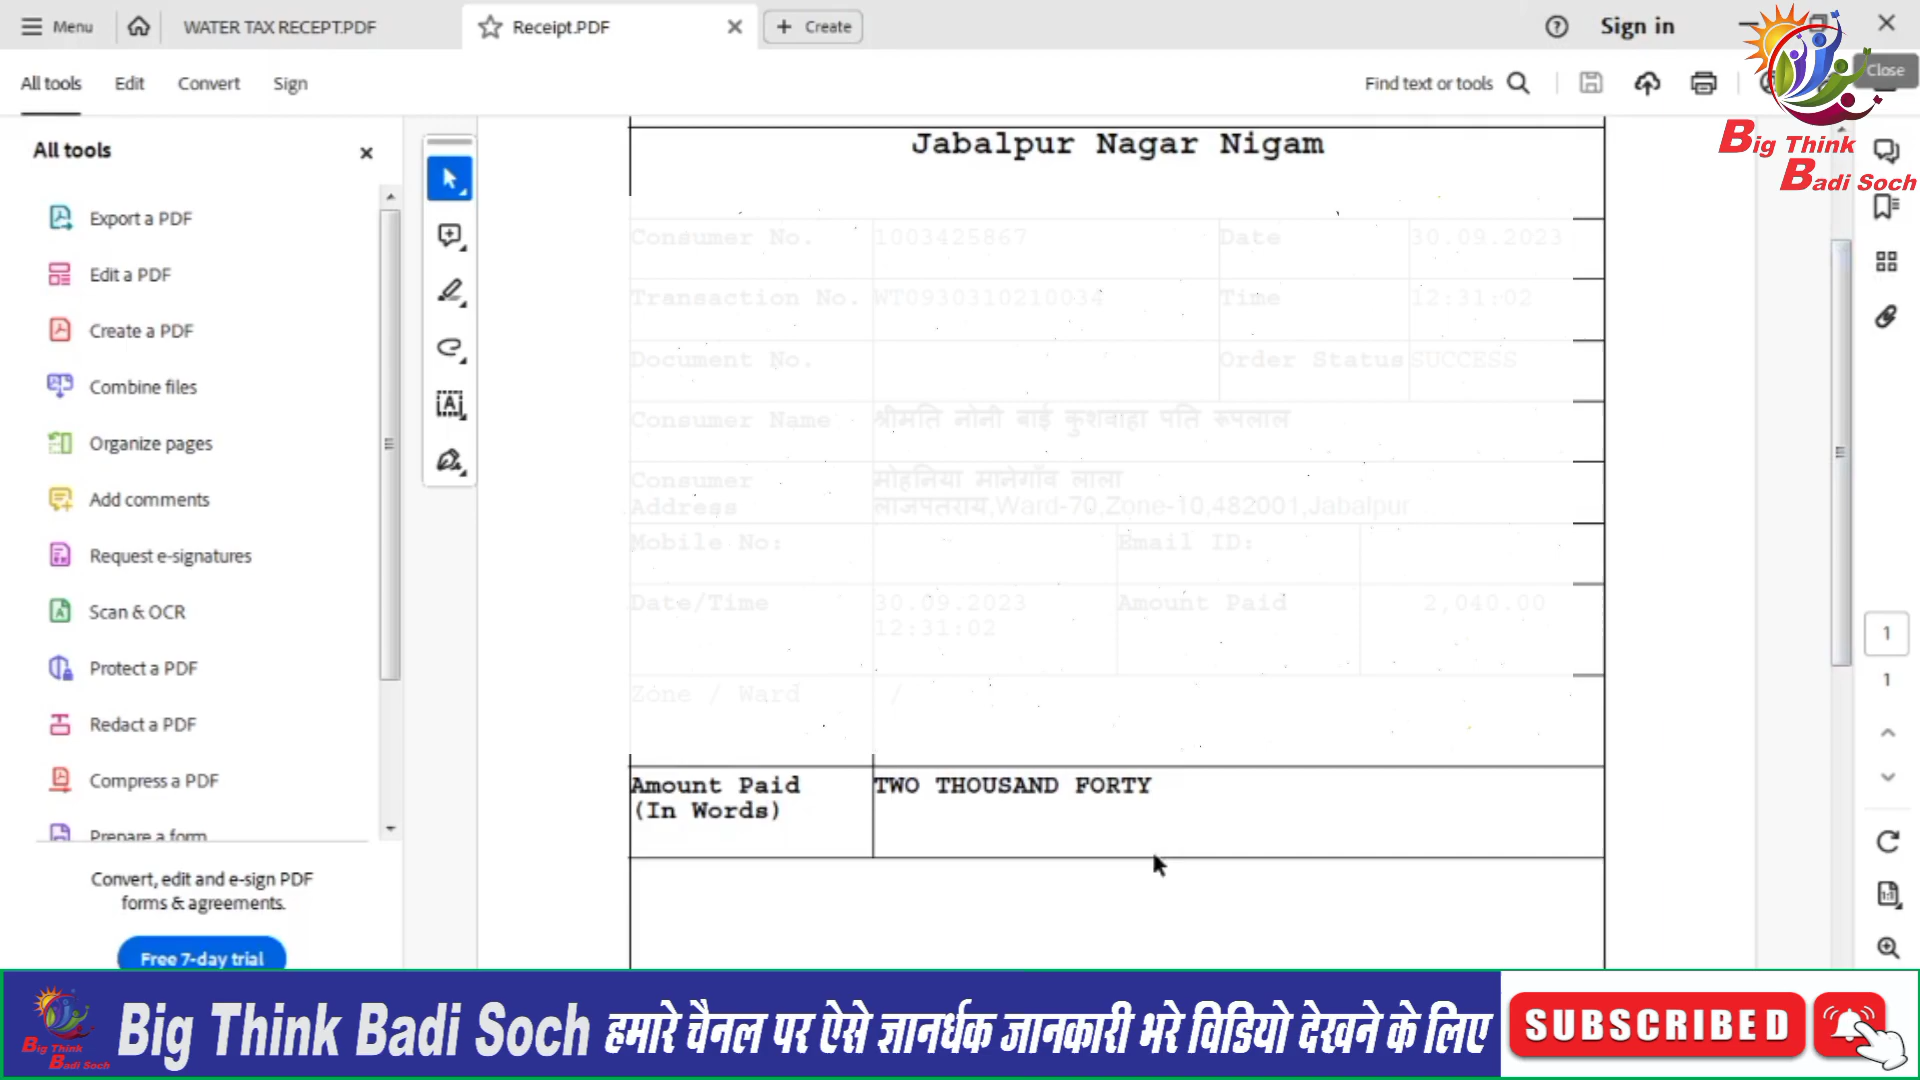 Menu
WATER TAX RECEPT.PDF
Receipt.PDF
Create
Sign in
All tools
Edit
Convert
Sign
Find text or tools
Close
Big Think
Badi Soch
All tools
Export a PDF
Edit a PDF
Create a PDF
Combine files
Organize pages
Add comments
Request e-signatures
Scan & OCR
Protect a PDF
Redact a PDF
Compress a PDF
Prepare a form
Convert, edit and e-sign PDF
forms & agreements.
Free 7-day trial
Jabalpur Nagar Nigam
Consumer No. 1003425867 Date 30.09.2023
Transaction No. WT0930310210034 Time 12:31:02
Document No. Order Status SUCCESS
Consumer Name श्रीमति नोनी बाई कुशवाहा पति रूपलाल
Consumer मोहनिया मानेगाँव लाला
Address लाजपतराय,Ward-70,Zone-10,482001,Jabalpur
Mobile No: Email ID:
Date/Time 30.09.2023 Amount Paid 2,040.00
12:31:02
Zone / Ward /
Amount Paid TWO THOUSAND FORTY
(In Words)
1
1
Big Think
Badi Soch
Big Think Badi Soch हमारे चैनल पर ऐसे ज्ञानर्धक जानकारी भरे विडियो देखने के लिए
SUBSCRIBED